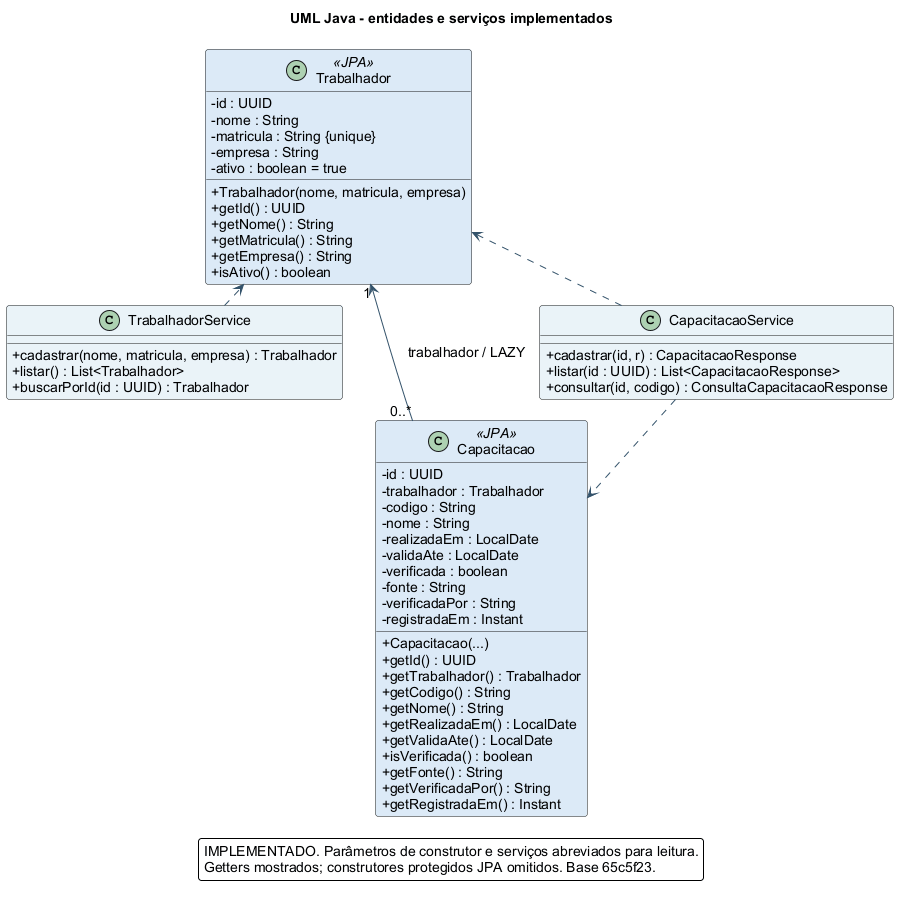 UML Java - entidades e serviços implementados
C
«JPA»
Trabalhador
-id : UUID
-nome : String
-matricula : String {unique}
-empresa : String
-ativo : boolean = true
+Trabalhador(nome, matricula, empresa)
+getId() : UUID
+getNome() : String
+getMatricula() : String
+getEmpresa() : String
+isAtivo() : boolean
C TrabalhadorService
+cadastrar(nome, matricula, empresa) : Trabalhador
+listar() : List<Trabalhador>
+buscarPorId(id : UUID) : Trabalhador
1
trabalhador / LAZY
0..*
C CapacitacaoService
+cadastrar(id, r) : CapacitacaoResponse
+listar(id : UUID) : List<CapacitacaoResponse>
+consultar(id, codigo) : ConsultaCapacitacaoResponse
C
«JPA»
Capacitacao
-id : UUID
-trabalhador : Trabalhador
-codigo : String
-nome : String
-realizadaEm : LocalDate
-validaAte : LocalDate
-verificada : boolean
-fonte : String
-verificadaPor : String
-registradaEm : Instant
+Capacitacao(...)
+getId() : UUID
+getTrabalhador() : Trabalhador
+getCodigo() : String
+getNome() : String
+getRealizadaEm() : LocalDate
+getValidaAte() : LocalDate
+isVerificada() : boolean
+getFonte() : String
+getVerificadaPor() : String
+getRegistradaEm() : Instant
IMPLEMENTADO. Parâmetros de construtor e serviços abreviados para leitura.
Getters mostrados; construtores protegidos JPA omitidos. Base 65c5f23.